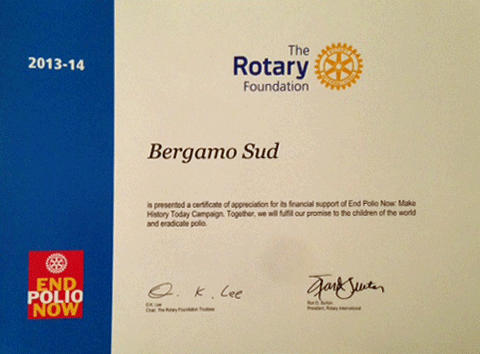 2013-14
The
Rotary
Foundation
Bergamo Sud
is presented a certificate of appreciation for its financial support of End Polio Now: Make
History Today Campaign. Together, we will fulfill our promise to the children of the world
and eradicate polio.
END
POLIO
NOW
D. K. Lee
D.K. Lee
Chair, The Rotary Foundation Trustees
Ron D. Burton
President, Rotary International